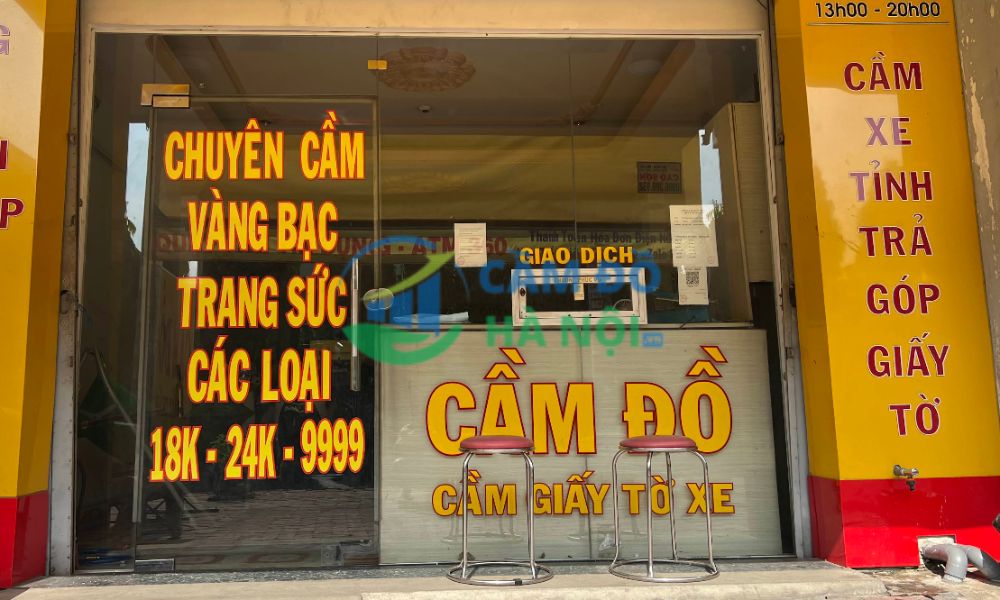 13h00 - 20h00
CHUYÊN CẦM
VÀNG BẠC
TRANG SỨC
CÁC LOẠI
18K - 24K - 9999
GIAO DỊCH
CẦM ĐỒ
HÀ NỘI
CẦM ĐỒ
CẦM GIẤY TỜ XE
CẦM
XE
TỈNH
TRẢ
GÓP
GIẤY
TỜ